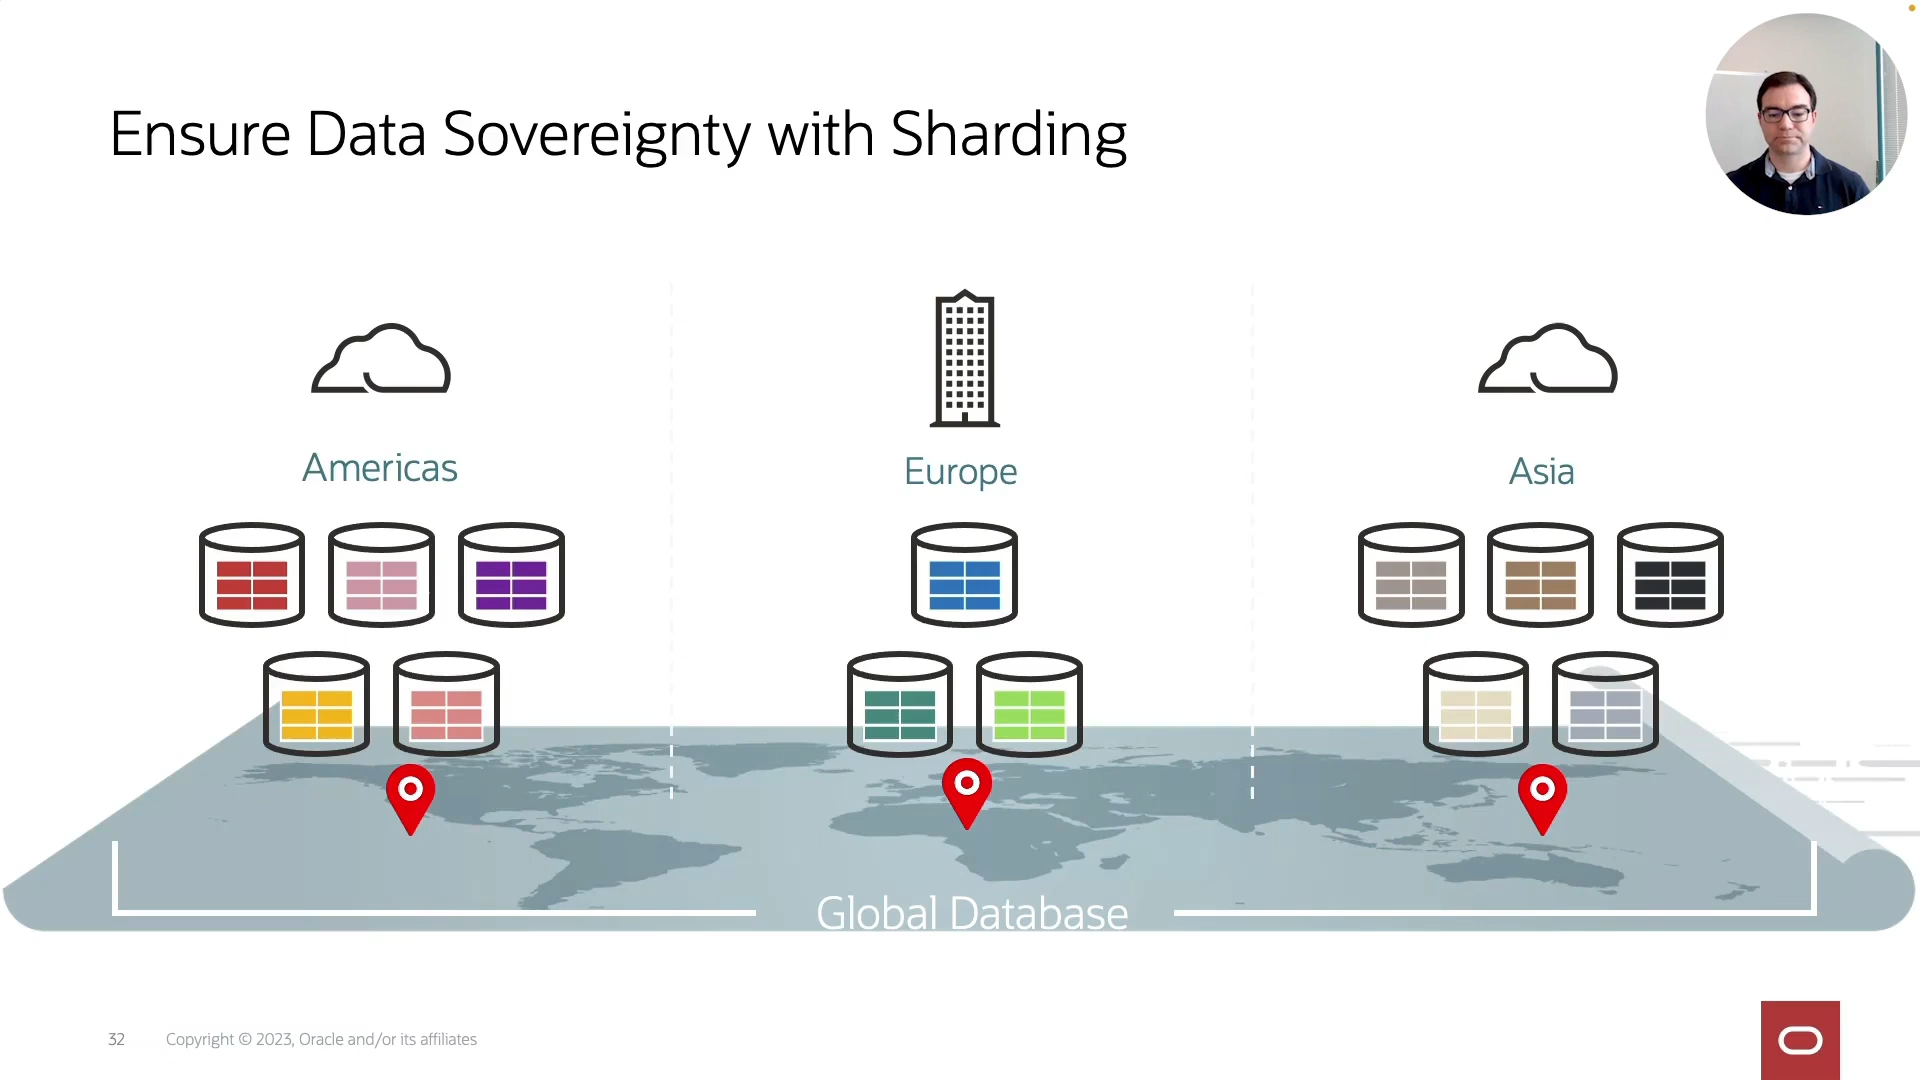 Ensure Data Sovereignty with Sharding
Americas
Europe
Asia
Global Database
32
Copyright © 2023, Oracle and/or its affiliates